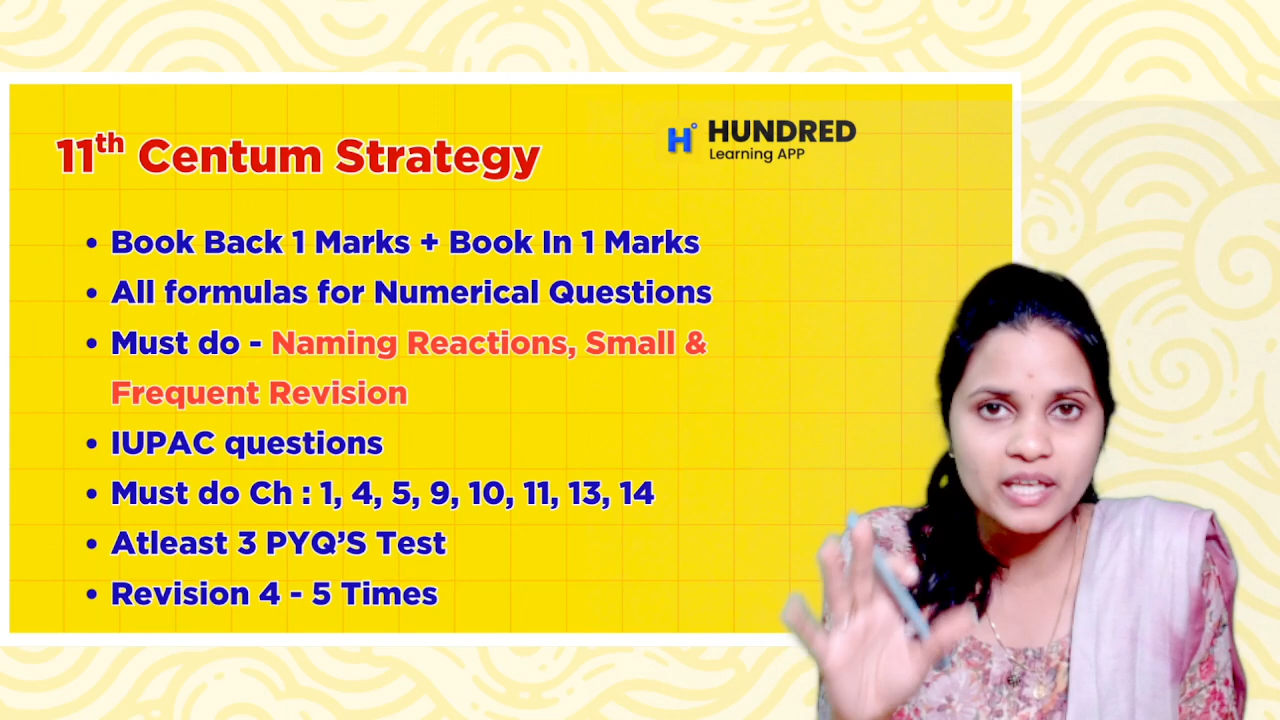 11th Centum Strategy
H° HUNDRED
Learning APP
• Book Back 1 Marks + Book In 1 Marks
• All formulas for Numerical Questions
• Must do - Naming Reactions, Small &
Frequent Revision
• IUPAC questions
• Must do Ch : 1, 4, 5, 9, 10, 11, 13, 14
• Atleast 3 PYQ'S Test
• Revision 4 - 5 Times